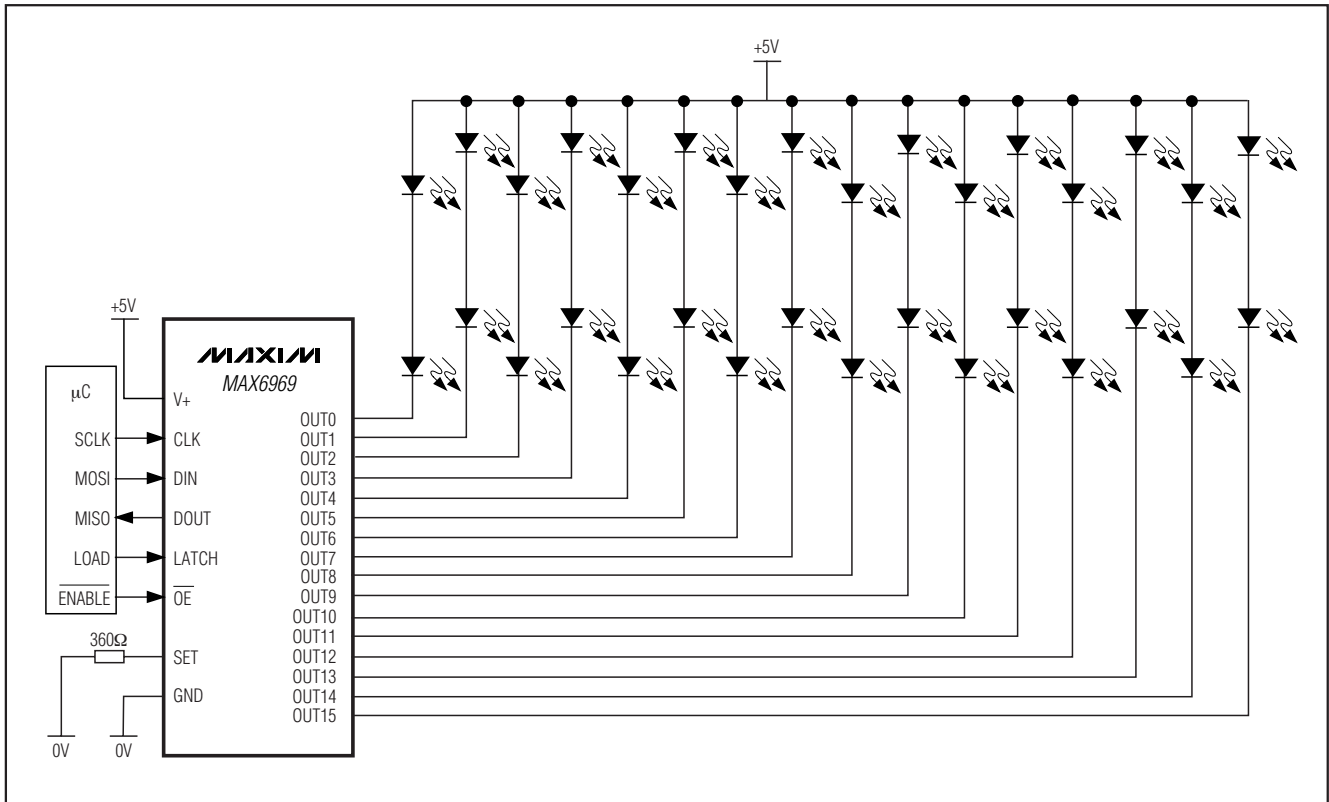 +5V
+5V
MAXIM
MAX6969
µC
V+
SCLK
CLK
MOSI
DIN
MISO
DOUT
LOAD
LATCH
ENABLE
OE
360Ω
SET
GND
0V
0V
OUT0
OUT1
OUT2
OUT3
OUT4
OUT5
OUT6
OUT7
OUT8
OUT9
OUT10
OUT11
OUT12
OUT13
OUT14
OUT15